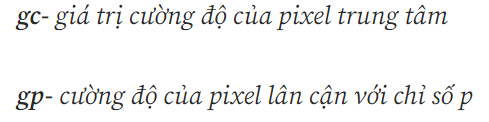 gc- giá trị cường độ của pixel trung tâm
gp- cường độ của pixel lân cận với chỉ số p